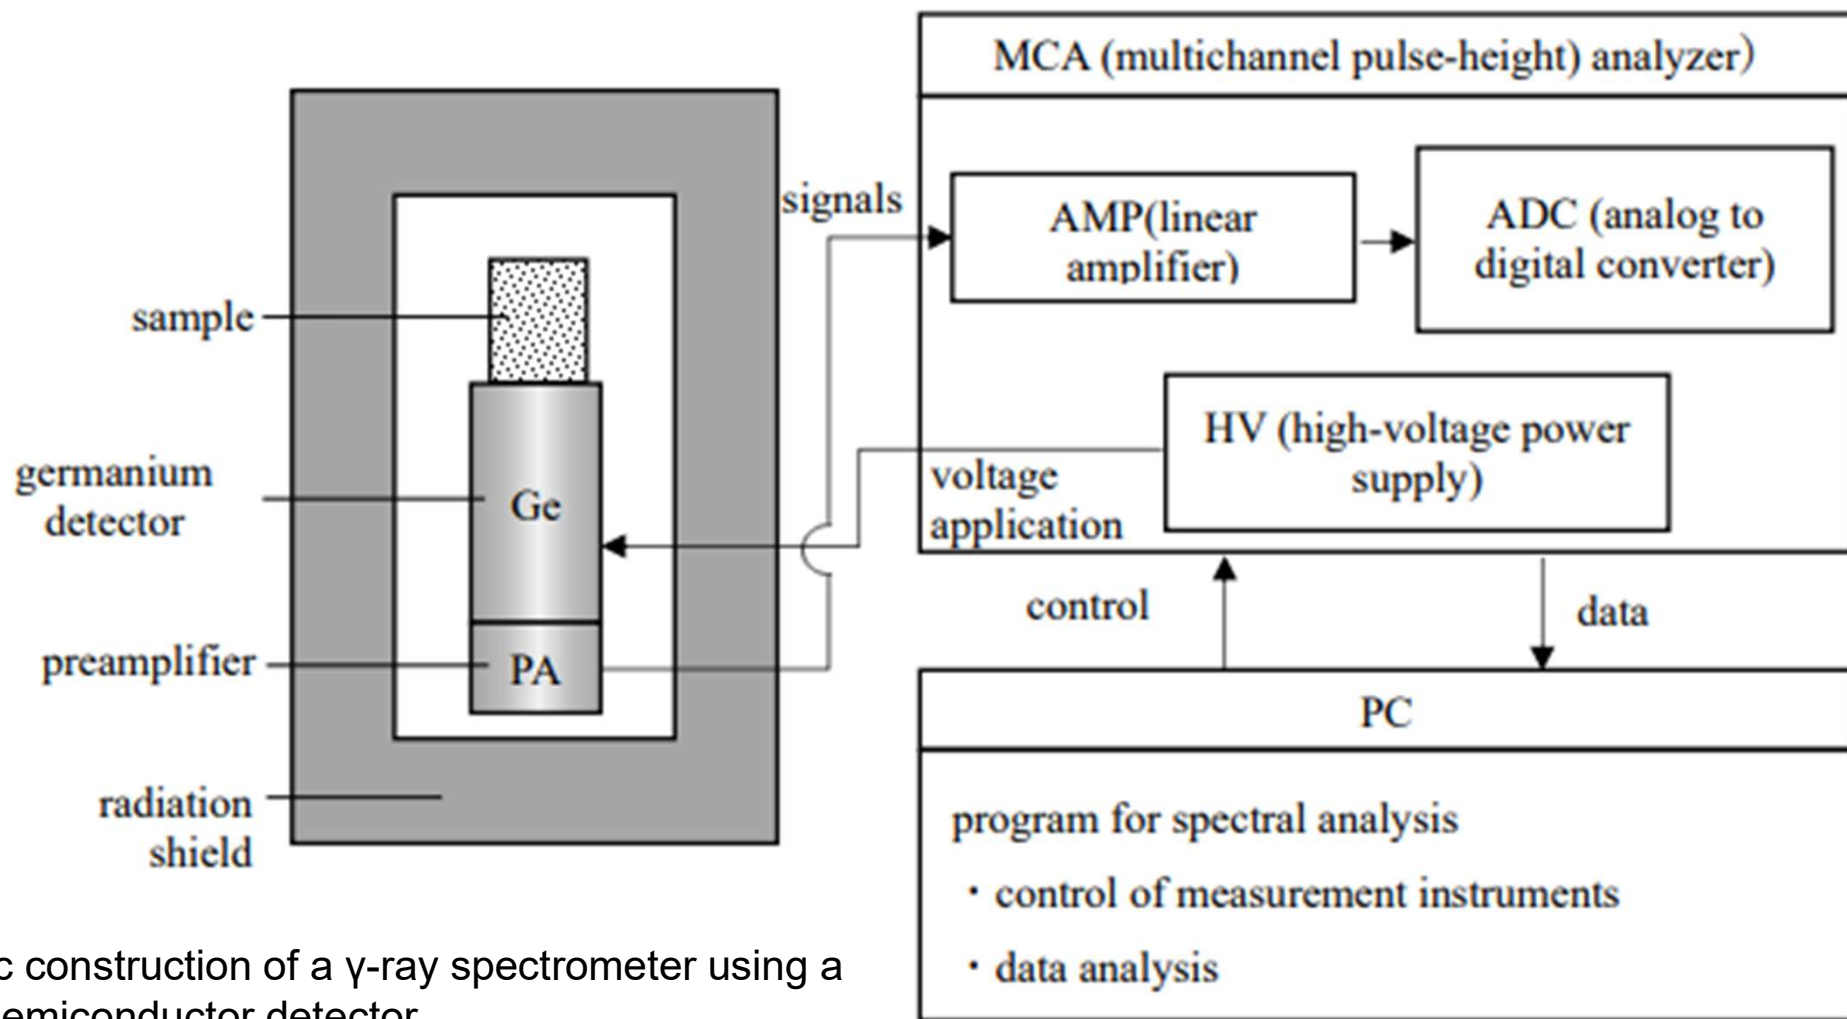 MCA (multichannel pulse-height) analyzer)
signals
AMP(linear
amplifier)
ADC (analog to
digital converter)
sample
HV (high-voltage power
supply)
voltage
application
germanium
detector
Ge
control
data
preamplifier
PA
PC
radiation
shield
program for spectral analysis
・control of measurement instruments
・data analysis
construction of a γ-ray spectrometer using a
detector